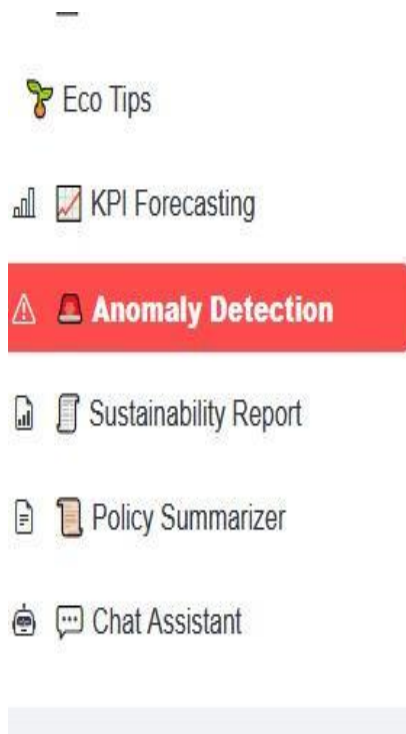 Eco Tips
KPI Forecasting
Anomaly Detection
Sustainability Report
Policy Summarizer
Chat Assistant